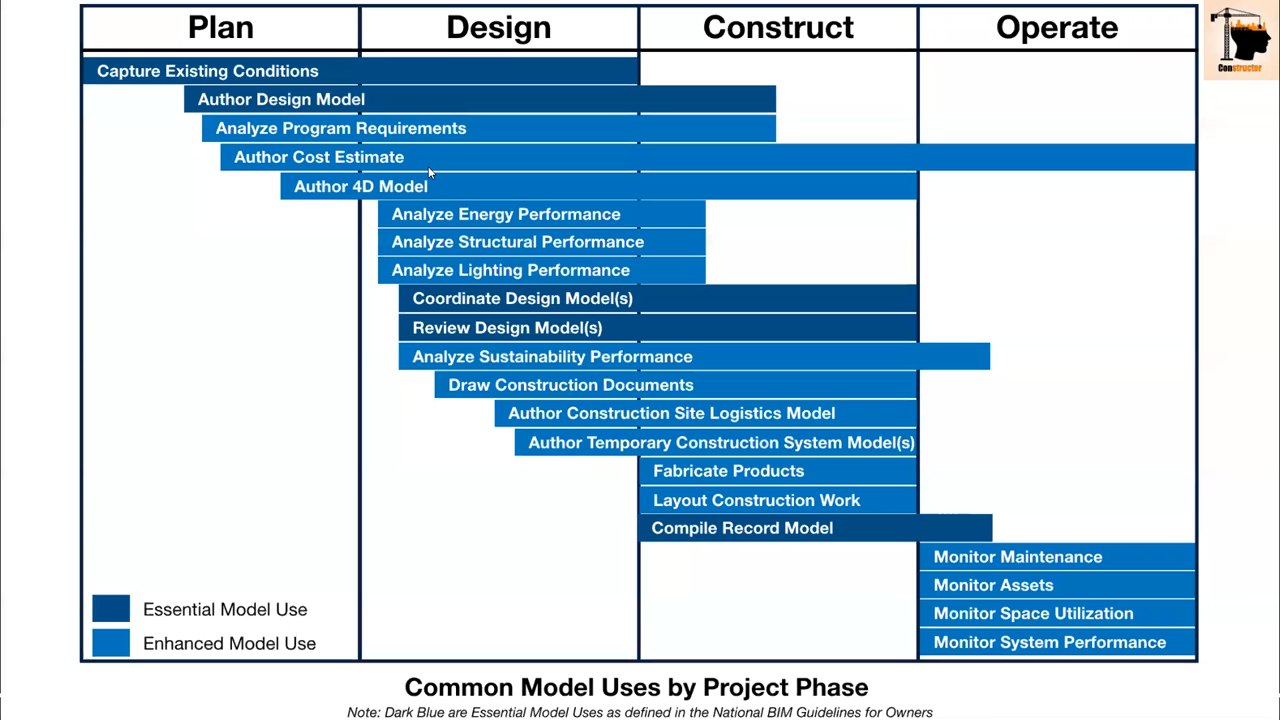 Plan Design Construct Operate
Constructor
Capture Existing Conditions
Author Design Model
Analyze Program Requirements
Author Cost Estimate
Author 4D Model
Analyze Energy Performance
Analyze Structural Performance
Analyze Lighting Performance
Coordinate Design Model(s)
Review Design Model(s)
Analyze Sustainability Performance
Draw Construction Documents
Author Construction Site Logistics Model
Author Temporary Construction System Model(s)
Fabricate Products
Layout Construction Work
Compile Record Model
Monitor Maintenance
Monitor Assets
Monitor Space Utilization
Monitor System Performance
Essential Model Use
Enhanced Model Use
Common Model Uses by Project Phase
Note: Dark Blue are Essential Model Uses as defined in the National BIM Guidelines for Owners